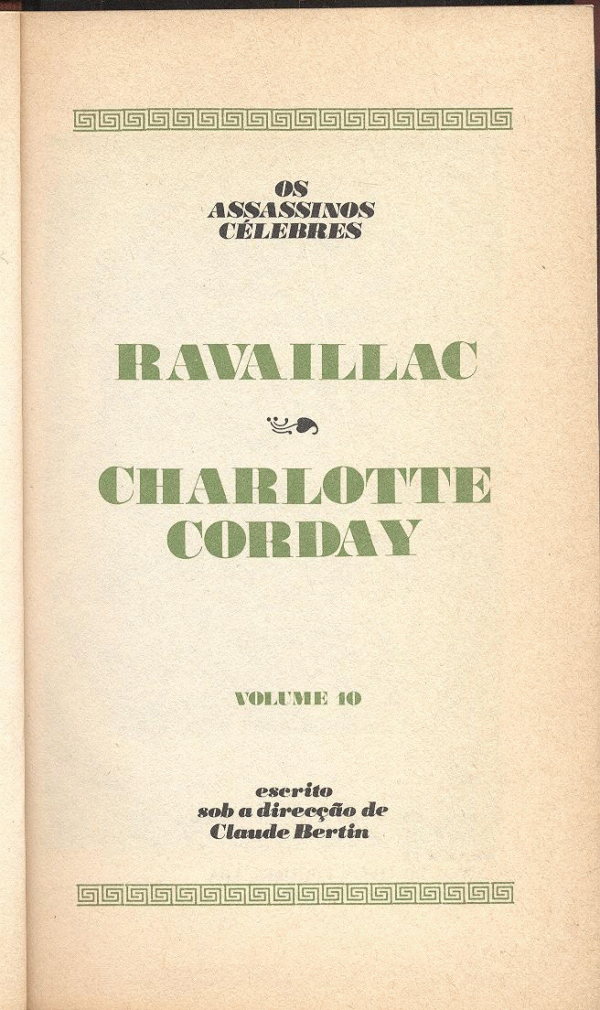 OS
ASSASSINOS
CÉLEBRES
RAVAILLAC
CHARLOTTE
CORDAY
VOLUME 10
escrito
sob a direcção de
Claude Bertin